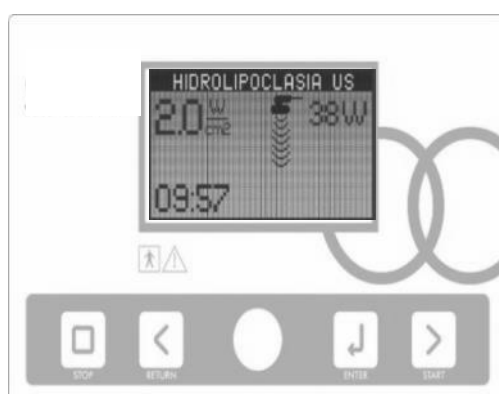 HIDROLIPOCLASIA US
2.0 W/cm2 38W
09:57
STOP RETURN ENTER START